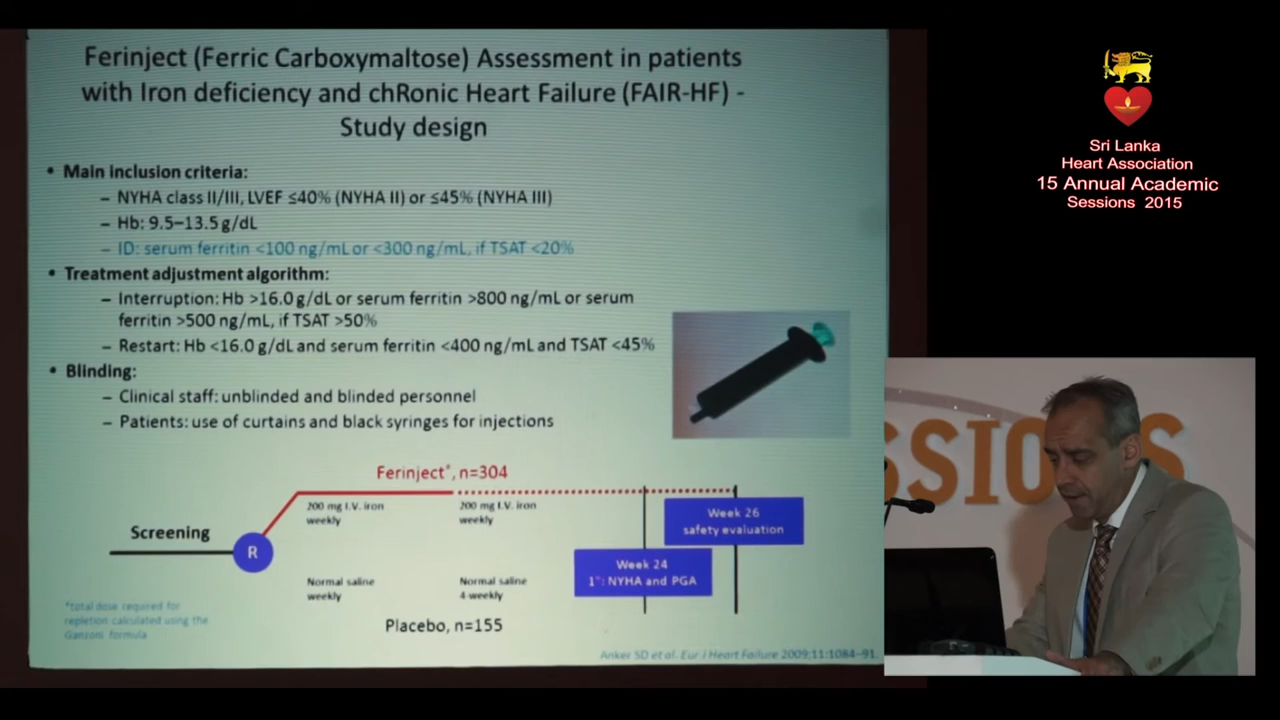 Ferinject (Ferric Carboxymaltose) Assessment in patients
with Iron deficiency and chRonic Heart Failure (FAIR-HF) -
Study design
• Main inclusion criteria:
– NYHA class II/III, LVEF ≤40% (NYHA II) or ≤45% (NYHA III)
– Hb: 9.5–13.5 g/dL
– ID: serum ferritin <100 ng/mL or <300 ng/mL, if TSAT <20%
• Treatment adjustment algorithm:
– Interruption: Hb >16.0 g/dL or serum ferritin >800 ng/mL or serum
ferritin >500 ng/mL, if TSAT >50%
– Restart: Hb <16.0 g/dL and serum ferritin <400 ng/mL and TSAT <45%
• Blinding:
– Clinical staff: unblinded and blinded personnel
– Patients: use of curtains and black syringes for injections
Ferinject*, n=304
200 mg I.V. iron
weekly
200 mg I.V. iron
weekly
Screening
R
Week 26
safety evaluation
Week 24
1°: NYHA and PGA
Normal saline
weekly
Normal saline
4-weekly
Placebo, n=155
*total dose required for
repletion calculated using the
Ganzoni formula
Anker SD et al. Eur J Heart Failure 2009;11:1084–91.
Sri Lanka
Heart Association
15 Annual Academic
Sessions 2015
SSIO S